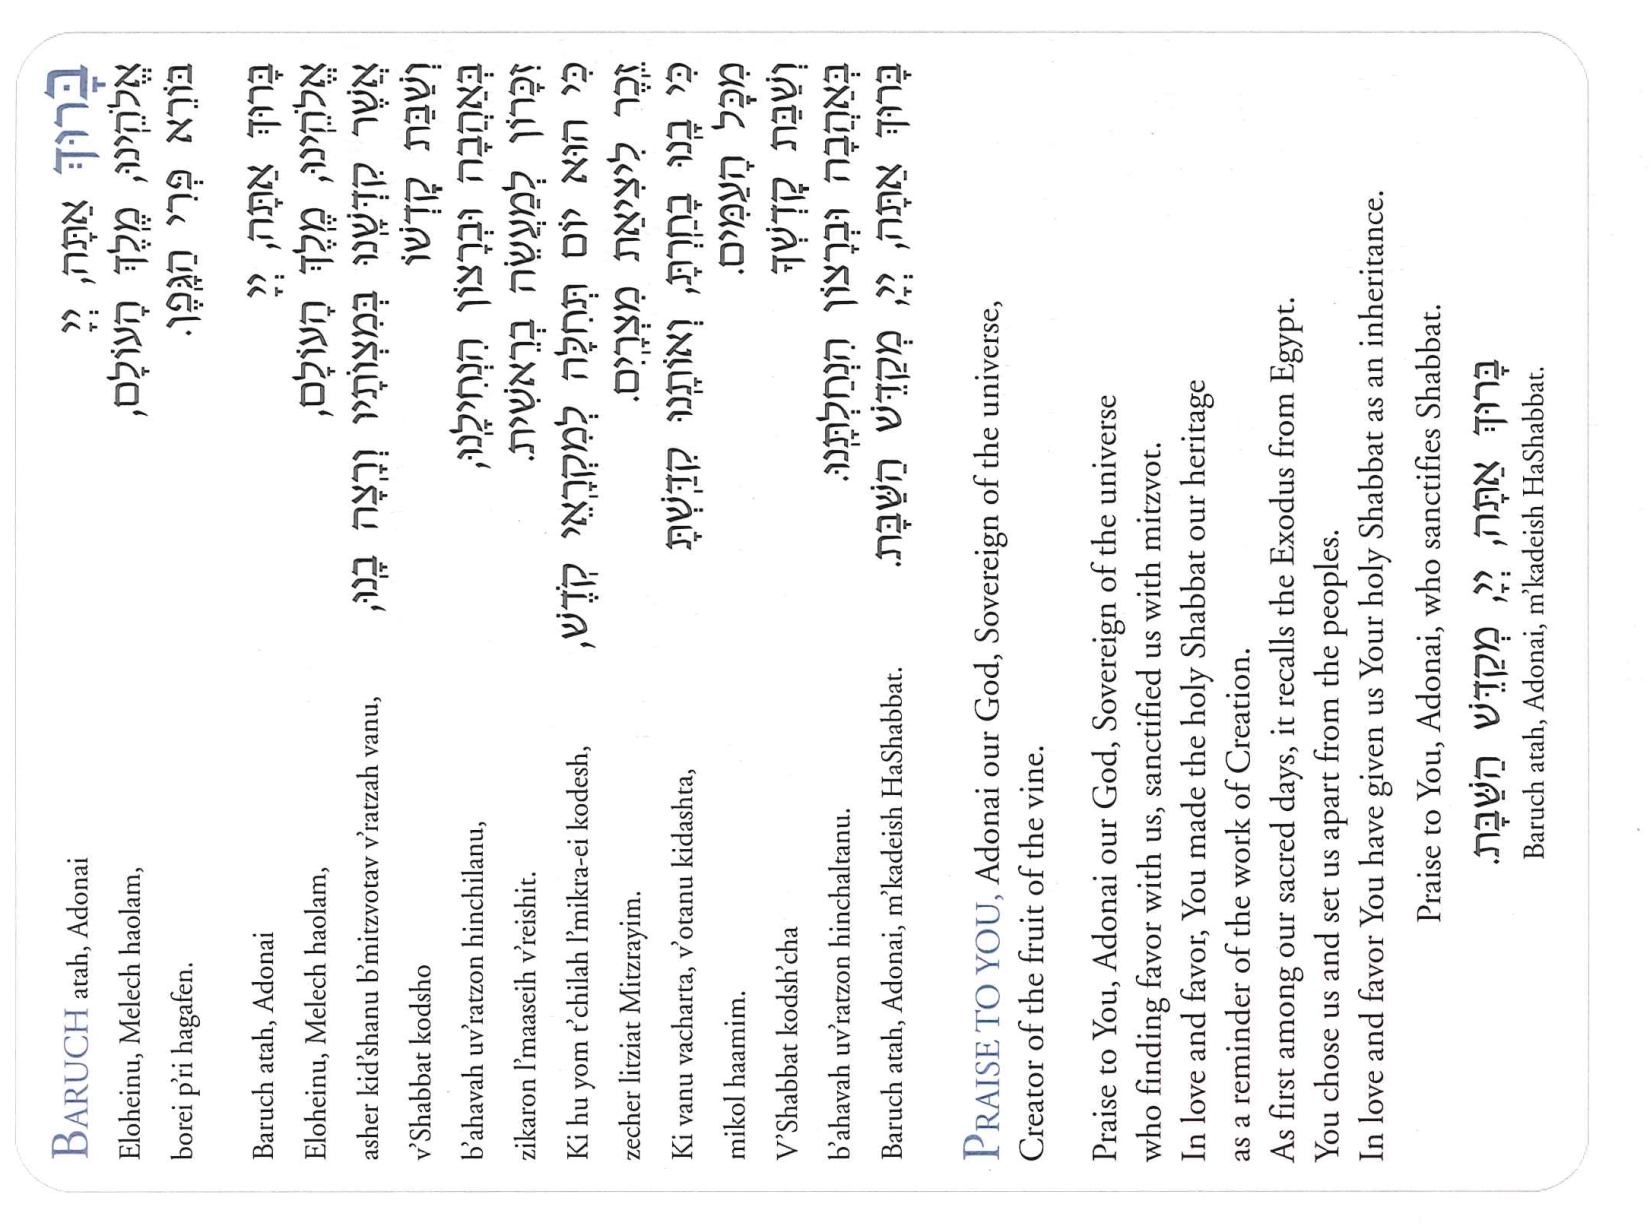 BARUCH atah, Adonai
Eloheinu, Melech haolam,
borei p'ri hagafen.
Baruch atah, Adonai
Eloheinu, Melech haolam,
asher kid'shanu b'mitzvotav v'ratzah vanu,
v'Shabbat kodsho
b'ahavah uv'ratzon hinchilanu,
zikaron l'maaseih v'reishit.
Ki hu yom t'chilah l'mikra-ei kodesh,
zecher litziat Mitzrayim.
Ki vanu vacharta, v'otanu kidashta,
mikol haamim.
V'Shabbat kodsh'cha
b'ahavah uv'ratzon hinchaltanu.
Baruch atah, Adonai, m'kadeish HaShabbat.
בָּרוּךְ אַתָּה, יְיָ
אֱלֹהֵֽינוּ, מֶֽלֶךְ הָעוֹלָם,
בּוֹרֵא פְּרִי הַגָּֽפֶן.
בָּרוּךְ אַתָּה, יְיָ
אֱלֹהֵֽינוּ, מֶֽלֶךְ הָעוֹלָם,
אֲשֶׁר קִדְּשָֽׁנוּ בְּמִצְוֹתָיו וְרָֽצָה בָֽנוּ,
וְשַׁבַּת קָדְשׁוֹ
בְּאַהֲבָה וּבְרָצוֹן הִנְחִילָֽנוּ,
זִכָּרוֹן לְמַעֲשֵׂה בְרֵאשִׁית.
כִּי הוּא יוֹם תְּחִלָּה לְמִקְרָֽאֵי קֹֽדֶשׁ,
זֵֽכֶר לִיצִיאַת מִצְרָֽיִם.
כִּי בָֽנוּ בָחַֽרְתָּ, וְאוֹתָֽנוּ קִדַּֽשְׁתָּ
מִכָּל הָעַמִּים.
וְשַׁבַּת קָדְשְׁךָ
בְּאַהֲבָה וּבְרָצוֹן הִנְחַלְתָּֽנוּ.
בָּרוּךְ אַתָּה, יְיָ, מְקַדֵּשׁ הַשַּׁבָּת.
PRAISE TO YOU, Adonai our God, Sovereign of the universe,
Creator of the fruit of the vine.
Praise to You, Adonai our God, Sovereign of the universe
who finding favor with us, sanctified us with mitzvot.
In love and favor, You made the holy Shabbat our heritage
as a reminder of the work of Creation.
As first among our sacred days, it recalls the Exodus from Egypt.
You chose us and set us apart from the peoples.
In love and favor You have given us Your holy Shabbat as an inheritance.
Praise to You, Adonai, who sanctifies Shabbat.
בָּרוּךְ אַתָּה, יְיָ, מְקַדֵּשׁ הַשַּׁבָּת.
Baruch atah, Adonai, m'kadeish HaShabbat.